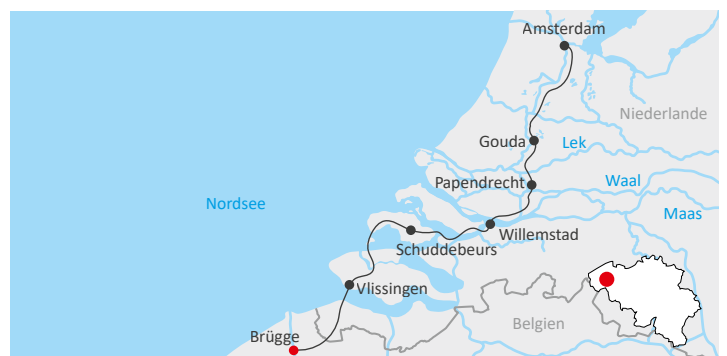 Amsterdam
Niederlande
Gouda
Lek
Papendrecht
Waal
Nordsee
Maas
Willemstad
Schuddebeurs
Vlissingen
Belgien
Brügge